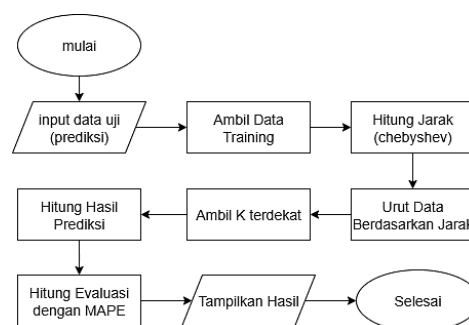 mulai
input data uji
(prediksi)
Ambil Data
Training
Hitung Jarak
(chebyshev)
Urut Data
Berdasarkan Jarak
Ambil K terdekat
Hitung Hasil
Prediksi
Hitung Evaluasi
dengan MAPE
Tampilkan Hasil
Selesai